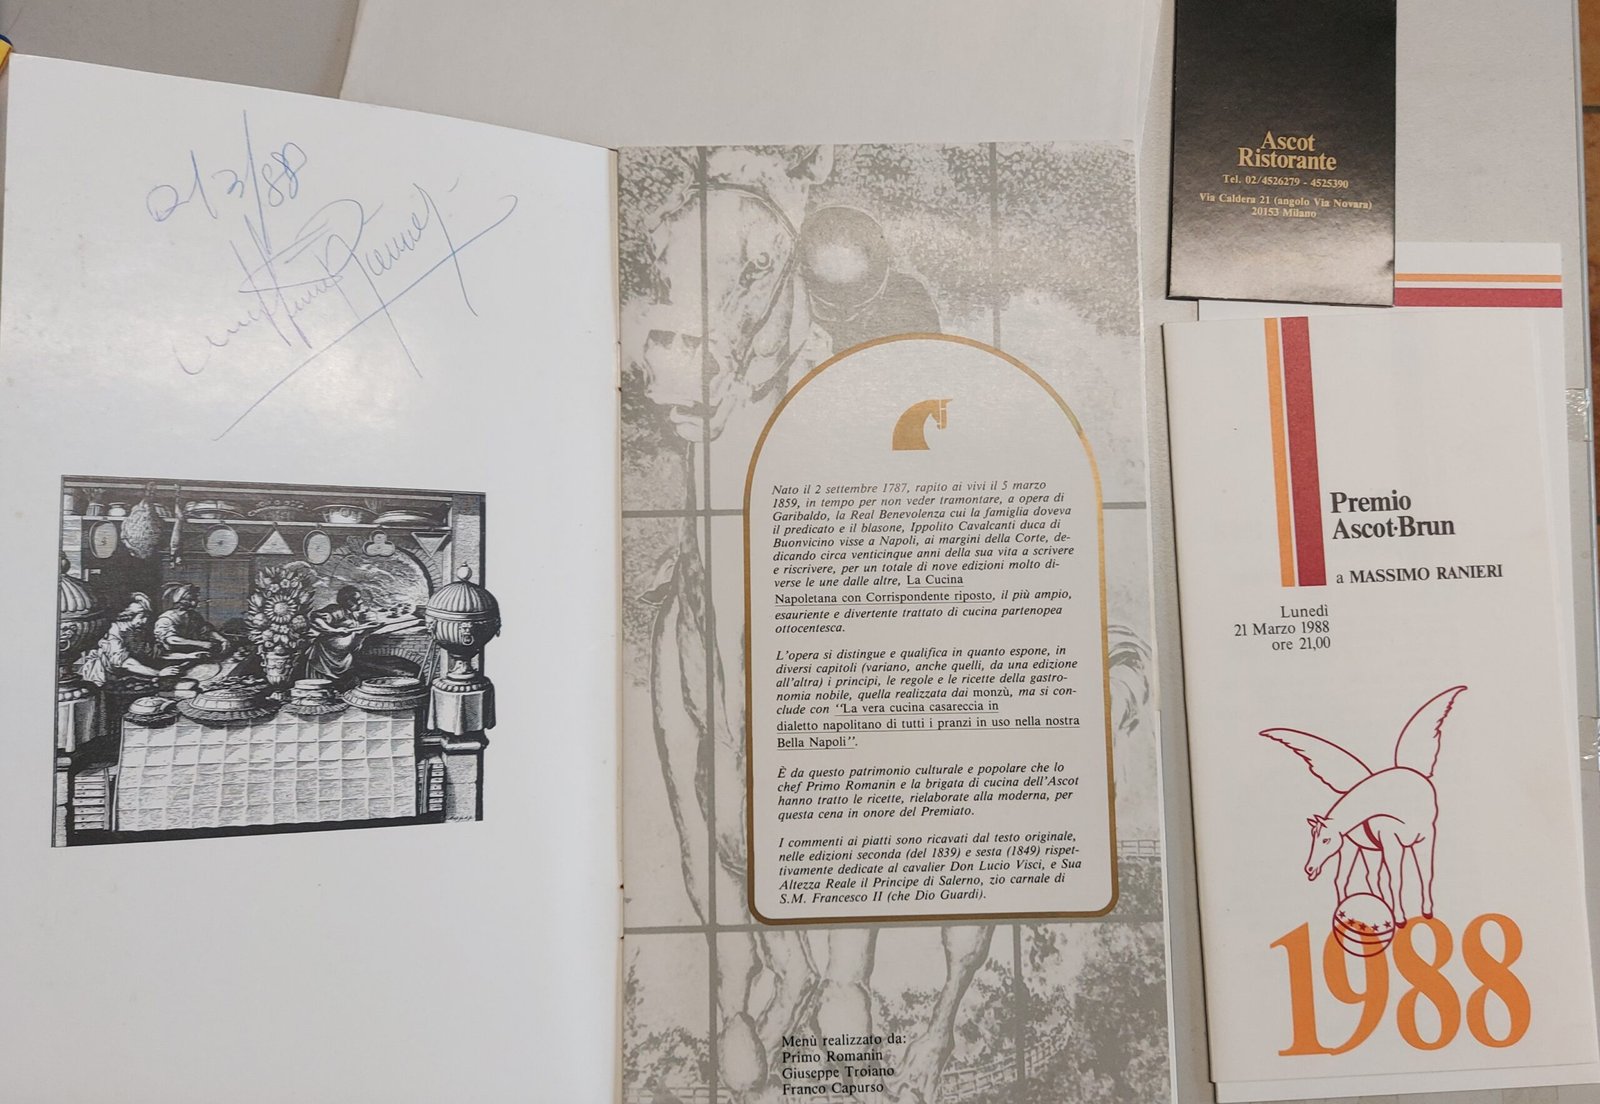 Massimo Ranieri
Nato il 2 settembre 1787, rapito ai vivi il 5 marzo
1859, in tempo per non veder tramontare, a opera di
Garibaldo, la Real Benevolenza cui la famiglia doveva
il predicato e il blasone, Ippolito Cavalcanti duca di
Buonvicino visse a Napoli, ai margini della Corte, de-
dicando circa venticinque anni della sua vita a scrivere
e riscrivere, per un totale di nove edizioni molto di-
verse le une dalle altre, La Cucina
Napoletana con Corrispondente riposto, il più ampio,
esauriente e divertente trattato di cucina partenopea
ottocentesca.
L'opera si distingue e qualifica in quanto espone, in
diversi capitoli (variano, anche quelli, da una edizione
all'altra) i principi, le regole e le ricette della gastro-
nomia nobile, quella realizzata dai monzù, ma si con-
clude con "La vera cucina casareccia in
dialetto napolitano di tutti i pranzi in uso nella nostra
Bella Napoli".
È da questo patrimonio culturale e popolare che lo
chef Primo Romanin e la brigata di cucina dell'Ascot
hanno tratto le ricette, rielaborate alla moderna, per
questa cena in onore del Premiato.
I commenti ai piatti sono ricavati dal testo originale,
nelle edizioni seconda (del 1839) e sesta (1849) rispet-
tivamente dedicate al cavalier Don Lucio Visci, e Sua
Altezza Reale il Principe di Salerno, zio carnale di
S.M. Francesco II (che Dio Guardi).
Menù realizzato da:
Primo Romanin
Giuseppe Troiano
Franco Capurso
Ascot
Ristorante
Tel. 02/4526279 - 4525390
Via Caldera 21 (angolo Via Novara)
20153 Milano
Premio
Ascot·Brun
a MASSIMO RANIERI
Lunedì
21 Marzo 1988
ore 21,00
1988